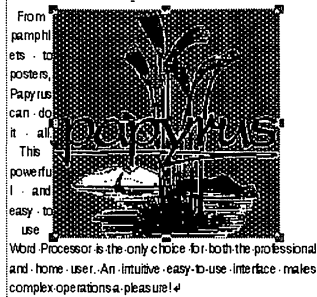 From
pamphl
ets to
posters,
Papyrus
can do
it all.
This
powerfu
l and
easy to
use
papyrus
Word Processor is the only choice for both the professional
and home user. An intuitive easy-to-use interface makes
complex operations a pleasure!